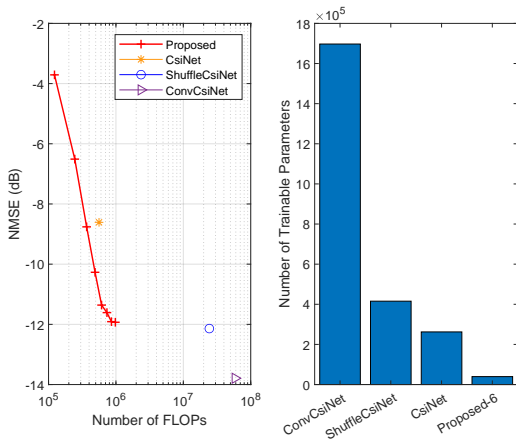 -2
-4
-6
-8
-10
-12
-14
NMSE (dB)
10^5
10^6
10^7
10^8
Number of FLOPs
Proposed
CsiNet
ShuffleCsiNet
ConvCsiNet
×10^5
18
16
14
12
10
8
6
4
2
0
Number of Trainable Parameters
ConvCsiNet
ShuffleCsiNet
CsiNet
Proposed-6